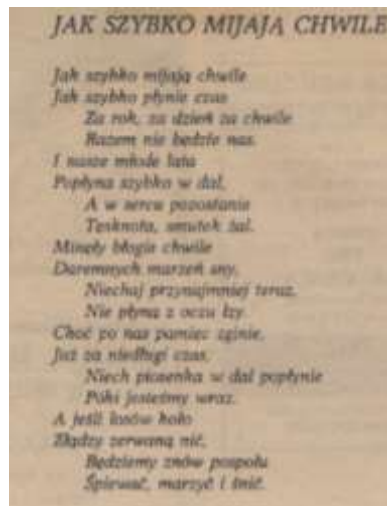 JAK SZYBKO MIJAJĄ CHWILE
Jak szybko mijają chwile
Jak szybko płynie czas
Za rok, za dzień za chwile
Razem nie będzie nas.
I nasze młode lata
Popłyna szybko w dal,
A w sercu pozostanie
Tesknota, smutek żal.
Minęły błogie chwile
Daremnych marzeń sny,
Niechaj przynajmniej teraz,
Nie płyną z oczu łzy.
Choć po nas pamiec zginie,
Już za niedługi czas,
Niech piosenka w dal popłynie
Póki jesteśmy wraz.
A jeśli losów koło
Złączy zerwaną nić,
Będziemy znów pospołu
Śpiewać, marzyć i śnić.